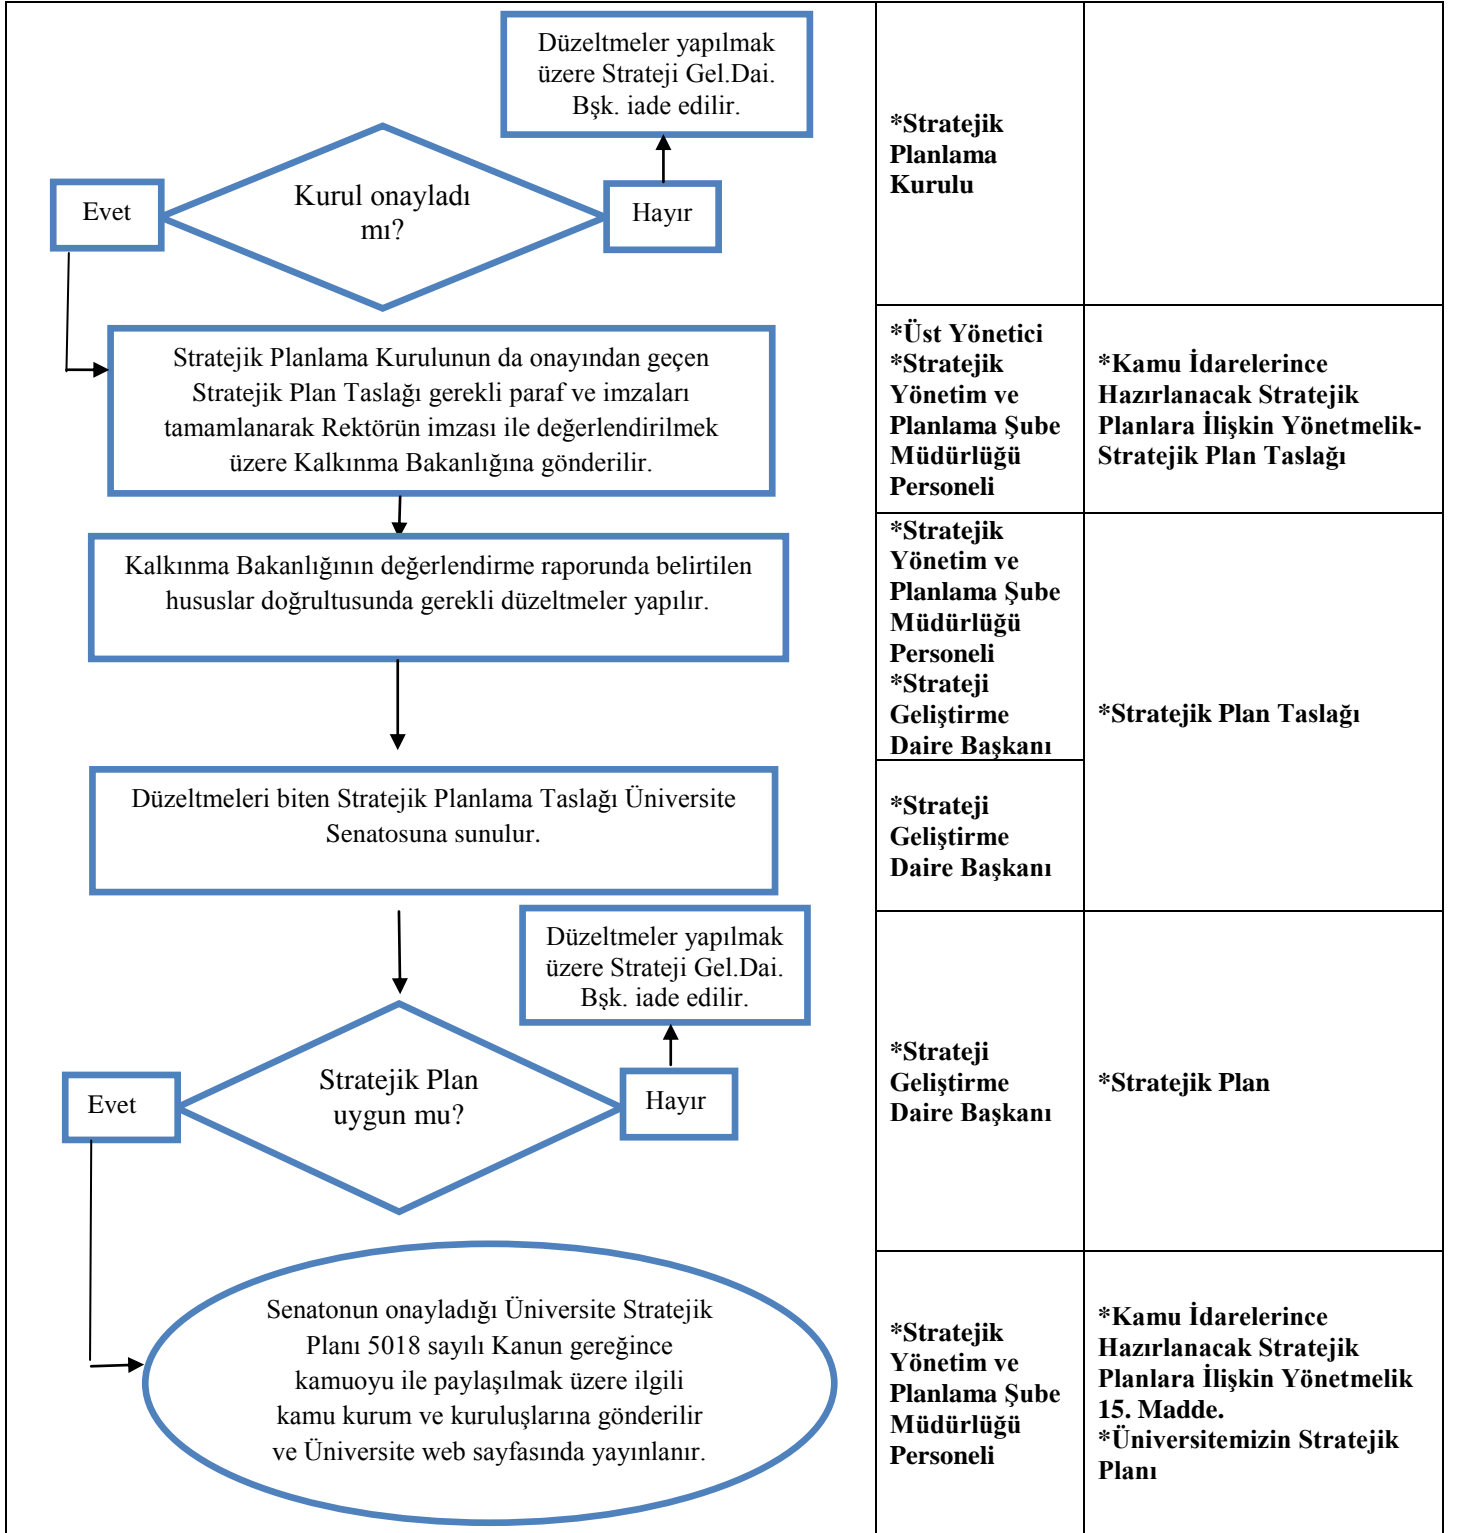 Düzeltmeler yapılmak
üzere Strateji Gel.Dai.
Bşk. iade edilir.
Evet
Kurul onayladı
mı?
Hayır
*Stratejik
Planlama
Kurulu
Stratejik Planlama Kurulunun da onayından geçen
Stratejik Plan Taslağı gerekli paraf ve imzaları
tamamlanarak Rektörün imzası ile değerlendirilmek
üzere Kalkınma Bakanlığına gönderilir.
*Üst Yönetici
*Stratejik
Yönetim ve
Planlama Şube
Müdürlüğü
Personeli
*Kamu İdarelerince
Hazırlanacak Stratejik
Planlara İlişkin Yönetmelik-
Stratejik Plan Taslağı
Kalkınma Bakanlığının değerlendirme raporunda belirtilen
hususlar doğrultusunda gerekli düzeltmeler yapılır.
*Stratejik
Yönetim ve
Planlama Şube
Müdürlüğü
Personeli
*Strateji
Geliştirme
Daire Başkanı
*Stratejik Plan Taslağı
Düzeltmeleri biten Stratejik Planlama Taslağı Üniversite
Senatosuna sunulur.
*Strateji
Geliştirme
Daire Başkanı
Düzeltmeler yapılmak
üzere Strateji Gel.Dai.
Bşk. iade edilir.
Evet
Stratejik Plan
uygun mu?
Hayır
*Strateji
Geliştirme
Daire Başkanı
*Stratejik Plan
Senatonun onayladığı Üniversite Stratejik
Planı 5018 sayılı Kanun gereğince
kamuoyu ile paylaşılmak üzere ilgili
kamu kurum ve kuruluşlarına gönderilir
ve Üniversite web sayfasında yayınlanır.
*Stratejik
Yönetim ve
Planlama Şube
Müdürlüğü
Personeli
*Kamu İdarelerince
Hazırlanacak Stratejik
Planlara İlişkin Yönetmelik
15. Madde.
*Üniversitemizin Stratejik
Planı